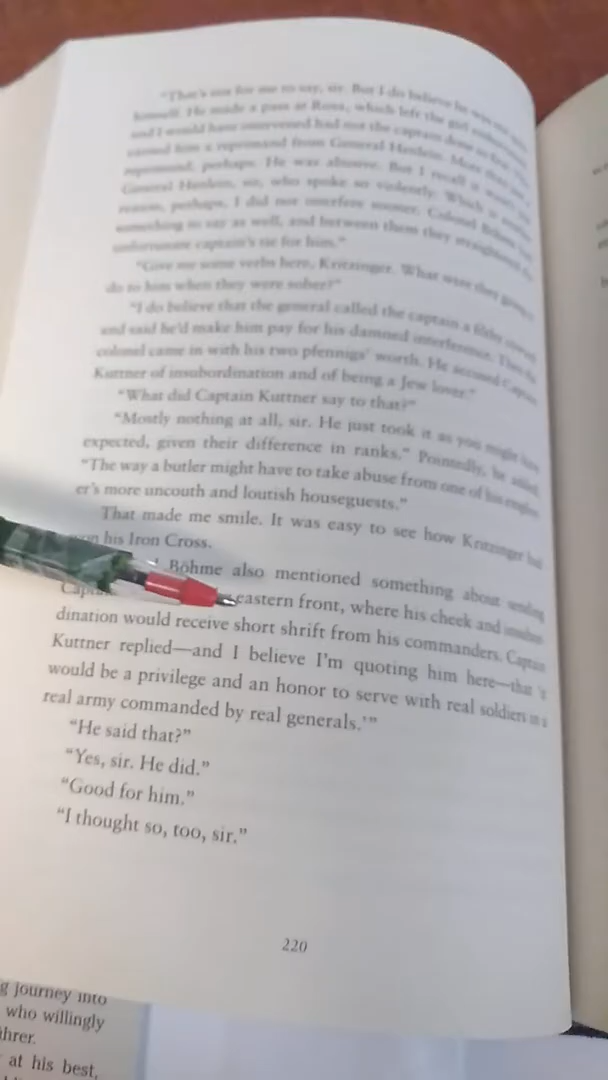 "That's not for me to say, sir. But I do believe he was
himself. He made a pass at Rosa, which left the girl
and I would have intervened had not the captain done so first.
earned him a reprimand from General Henlein. More than a
reprimand, perhaps. He was abusive. But I recall it was
General Henlein, sir, who spoke so violently. Which is
reason, perhaps, I did not interfere sooner. Colonel Böhme had
something to say as well, and between them they straightened the
unfortunate captain's tie for him."
"Give me some verbs here, Kritzinger. What were they going
do to him when they were sober?"
"I do believe that the general called the captain a filthy
and said he'd make him pay for his damned interference. Then the
colonel came in with his two pfennigs' worth. He accused Captain
Kuttner of insubordination and of being a Jew lover."
"What did Captain Kuttner say to that?"
"Mostly nothing at all, sir. He just took it as you might have
expected, given their difference in ranks." Pointedly, he added,
"The way a butler might have to take abuse from one of his employ
er's more uncouth and loutish houseguests."
That made me smile. It was easy to see how Kritzinger had
on his Iron Cross.
Böhme also mentioned something about sending
Capt eastern front, where his cheek and insubor
dination would receive short shrift from his commanders. Captain
Kuttner replied—and I believe I'm quoting him here—that 'it
would be a privilege and an honor to serve with real soldiers in a
real army commanded by real generals.'"
"He said that?"
"Yes, sir. He did."
"Good for him."
"I thought so, too, sir."
220
g journey into
who willingly
ührer.
at his best,